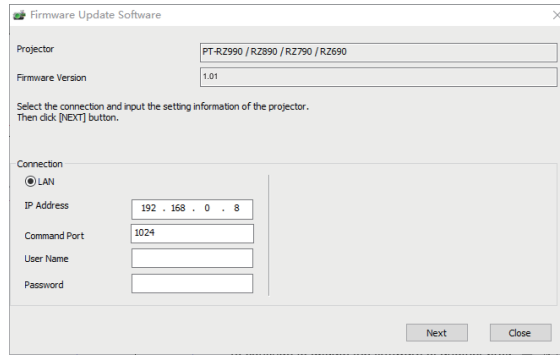 Firmware Update Software
Projector
PT-RZ990 / RZ890 / RZ790 / RZ690
Firmware Version
1.01
Select the connection and input the setting information of the projector.
Then click [NEXT] button.
Connection
LAN
IP Address
192 . 168 . 0 . 8
Command Port
1024
User Name
Password
Next
Close